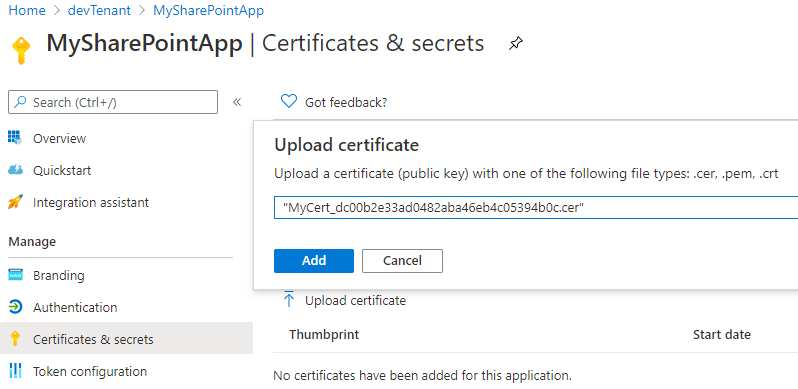 Home > devTenant > MySharePointApp
MySharePointApp | Certificates & secrets
Search (Ctrl+/)
«
Got feedback?
Overview
Quickstart
Integration assistant
Manage
Branding
Authentication
Certificates & secrets
Token configuration
Upload certificate
Upload a certificate (public key) with one of the following file types: .cer, .pem, .crt
"MyCert_dc00b2e33ad0482aba46eb4c05394b0c.cer"
Add Cancel
Upload certificate
Thumbprint Start date
No certificates have been added for this application.